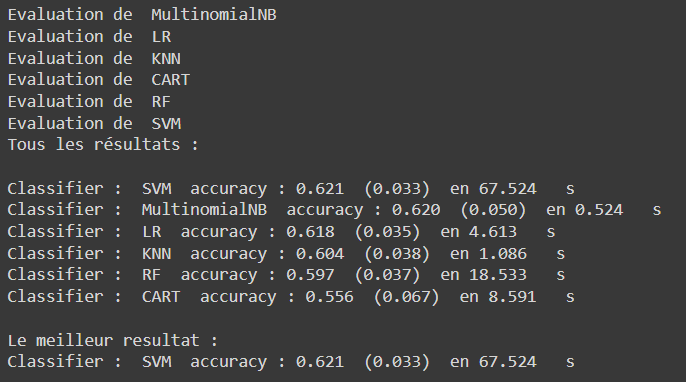 Evaluation de  MultinomialNB
Evaluation de  LR
Evaluation de  KNN
Evaluation de  CART
Evaluation de  RF
Evaluation de  SVM
Tous les résultats :

Classifier :  SVM  accuracy : 0.621  (0.033)  en 67.524   s
Classifier :  MultinomialNB  accuracy : 0.620  (0.050)  en 0.524   s
Classifier :  LR  accuracy : 0.618  (0.035)  en 4.613   s
Classifier :  KNN  accuracy : 0.604  (0.038)  en 1.086   s
Classifier :  RF  accuracy : 0.597  (0.037)  en 18.533   s
Classifier :  CART  accuracy : 0.556  (0.067)  en 8.591   s

Le meilleur resultat :
Classifier :  SVM  accuracy : 0.621  (0.033)  en 67.524   s